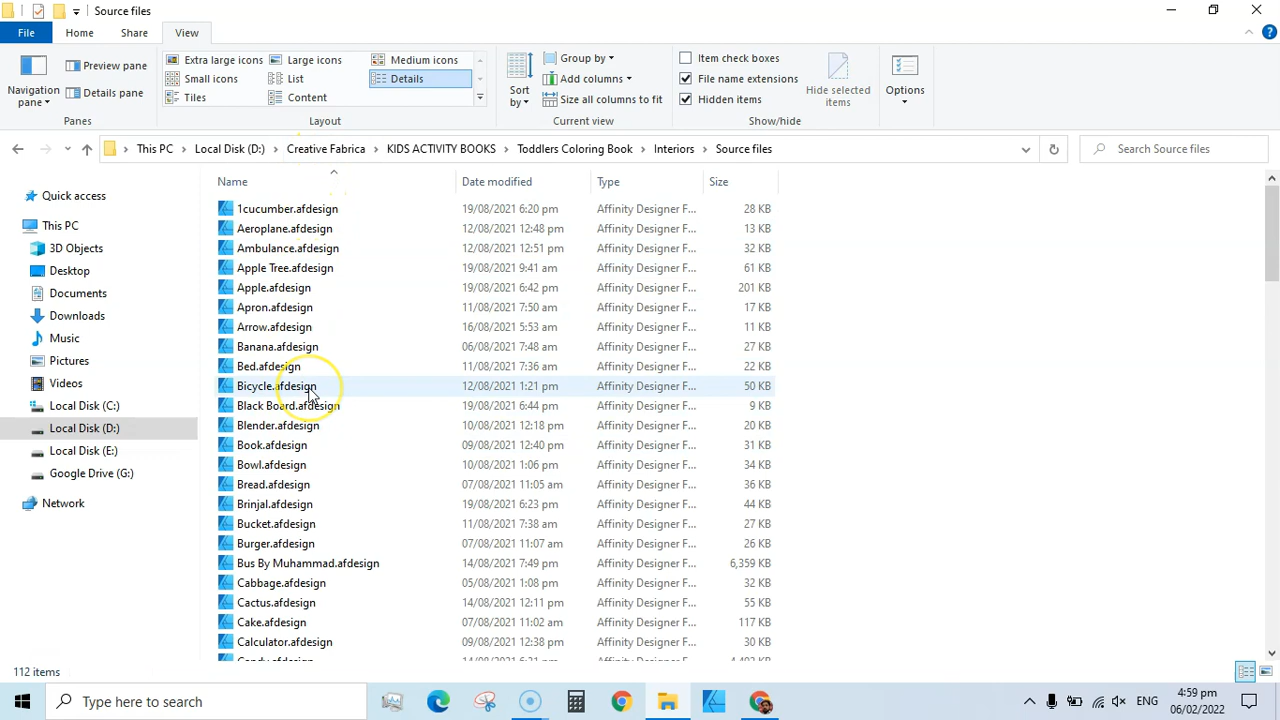 Source files
File Home Share View
Navigation pane
Preview pane
Details pane
Panes
Extra large icons Large icons Medium icons
Small icons List Details
Tiles Content
Layout
Sort by
Group by
Add columns
Size all columns to fit
Current view
Item check boxes
File name extensions
Hidden items
Hide selected items
Show/hide
Options
This PC Local Disk (D:) Creative Fabrica KIDS ACTIVITY BOOKS Toddlers Coloring Book Interiors Source files
Search Source files
Quick access
This PC
3D Objects
Desktop
Documents
Downloads
Music
Pictures
Videos
Local Disk (C:)
Local Disk (D:)
Local Disk (E:)
Google Drive (G:)
Network
Name Date modified Type Size
1cucumber.afdesign 19/08/2021 6:20 pm Affinity Designer F... 28 KB
Aeroplane.afdesign 12/08/2021 12:48 pm Affinity Designer F... 13 KB
Ambulance.afdesign 12/08/2021 12:51 pm Affinity Designer F... 32 KB
Apple Tree.afdesign 19/08/2021 9:41 am Affinity Designer F... 61 KB
Apple.afdesign 19/08/2021 6:42 pm Affinity Designer F... 201 KB
Apron.afdesign 11/08/2021 7:50 am Affinity Designer F... 17 KB
Arrow.afdesign 16/08/2021 5:53 am Affinity Designer F... 11 KB
Banana.afdesign 06/08/2021 7:48 am Affinity Designer F... 27 KB
Bed.afdesign 11/08/2021 7:36 am Affinity Designer F... 22 KB
Bicycle.afdesign 12/08/2021 1:21 pm Affinity Designer F... 50 KB
Black Board.afdesign 19/08/2021 6:44 pm Affinity Designer F... 9 KB
Blender.afdesign 10/08/2021 12:18 pm Affinity Designer F... 20 KB
Book.afdesign 09/08/2021 12:40 pm Affinity Designer F... 31 KB
Bowl.afdesign 10/08/2021 1:06 pm Affinity Designer F... 34 KB
Bread.afdesign 07/08/2021 11:05 am Affinity Designer F... 36 KB
Brinjal.afdesign 19/08/2021 6:23 pm Affinity Designer F... 44 KB
Bucket.afdesign 11/08/2021 7:38 am Affinity Designer F... 27 KB
Burger.afdesign 07/08/2021 11:07 am Affinity Designer F... 26 KB
Bus By Muhammad.afdesign 14/08/2021 7:49 pm Affinity Designer F... 6,359 KB
Cabbage.afdesign 05/08/2021 1:08 pm Affinity Designer F... 32 KB
Cactus.afdesign 14/08/2021 12:11 pm Affinity Designer F... 55 KB
Cake.afdesign 07/08/2021 11:02 am Affinity Designer F... 117 KB
Calculator.afdesign 09/08/2021 12:38 pm Affinity Designer F... 30 KB
112 items
Type here to search
ENG
4:59 pm
06/02/2022